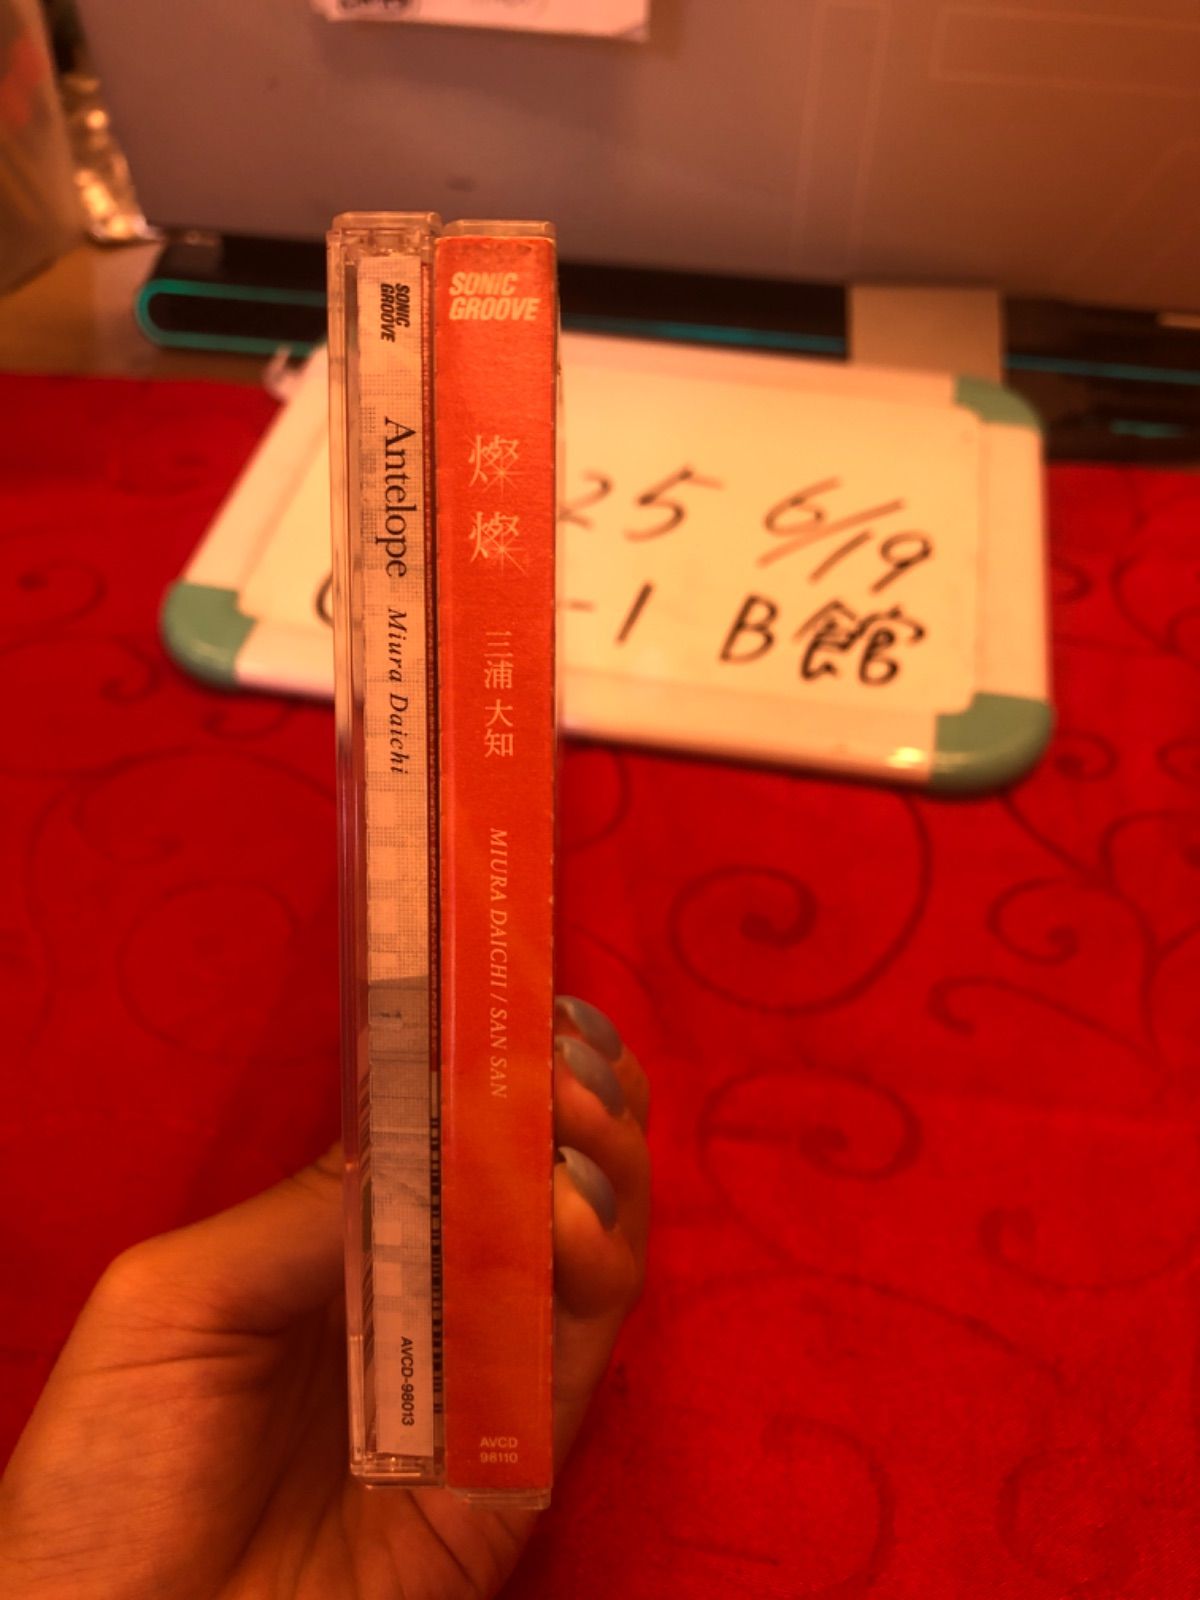 SONIC
GROOVE
Antelope Miura Daichi
AVCD-98013
SONIC
GROOVE
燦燦
三浦大知
MIURA DAICHI / SAN SAN
AVCD
98110
25 6/19
-1 B館